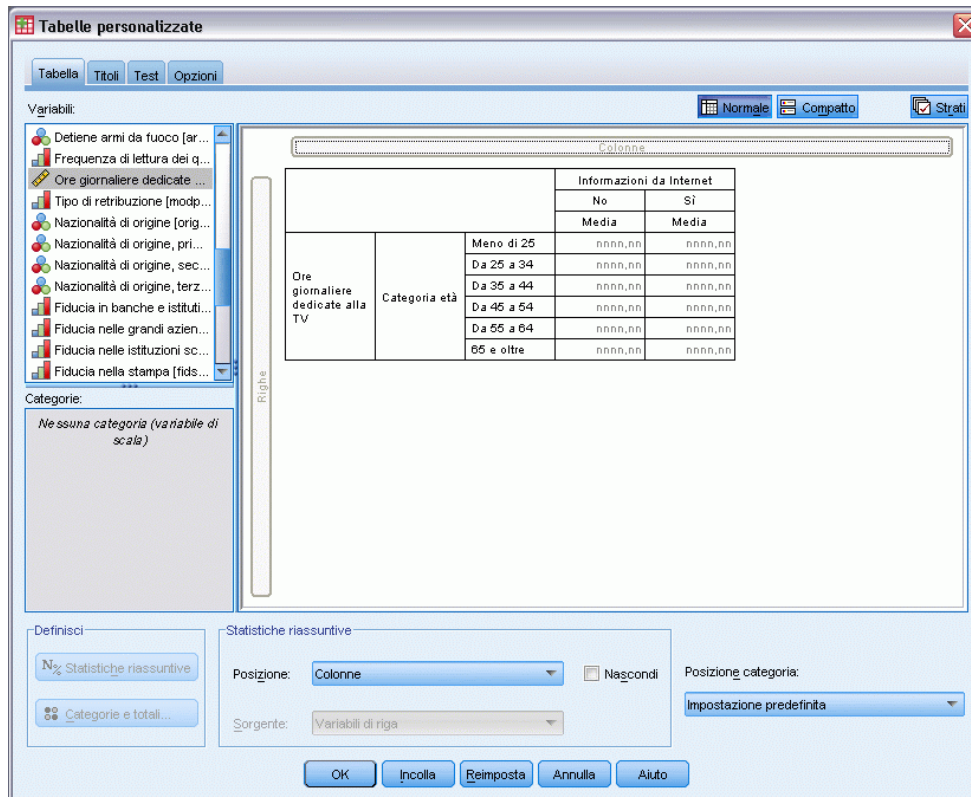 Tabelle personalizzate
Tabella Titoli Test Opzioni
Variabili:
Normale Compatto Strati
Detiene armi da fuoco [ar...
Frequenza di lettura dei q...
Ore giornaliere dedicate ...
Tipo di retribuzione [modp...
Nazionalità di origine [orig...
Nazionalità di origine, pri...
Nazionalità di origine, sec...
Nazionalità di origine, terz...
Fiducia in banche e istituti...
Fiducia nelle grandi azien...
Fiducia nelle istituzioni sc...
Fiducia nella stampa [fids...
Categorie:
Nessuna categoria (variabile di
scala)
Colonne
Righe
Informazioni da Internet
No Sì
Media Media
Ore
giornaliere
dedicate alla
TV
Categoria età
Meno di 25 nnnn,nn nnnn,nn
Da 25 a 34 nnnn,nn nnnn,nn
Da 35 a 44 nnnn,nn nnnn,nn
Da 45 a 54 nnnn,nn nnnn,nn
Da 55 a 64 nnnn,nn nnnn,nn
65 e oltre nnnn,nn nnnn,nn
Definisci
N% Statistiche riassuntive
Categorie e totali...
Statistiche riassuntive
Posizione: Colonne Nascondi
Sorgente: Variabili di riga
Posizione categoria:
Impostazione predefinita
OK Incolla Reimposta Annulla Aiuto